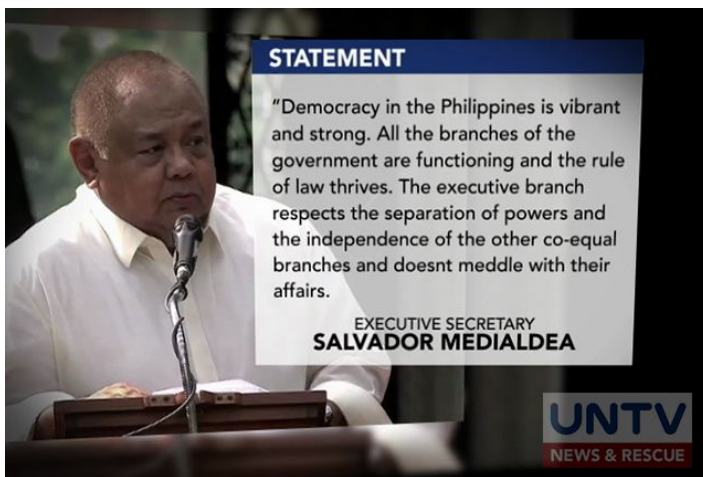 STATEMENT
“Democracy in the Philippines is vibrant
and strong. All the branches of the
government are functioning and the rule
of law thrives. The executive branch
respects the separation of powers and
the independence of the other co-equal
branches and doesnt meddle with their
affairs.
EXECUTIVE SECRETARY
SALVADOR MEDIALDEA
UNTV
NEWS & RESCUE